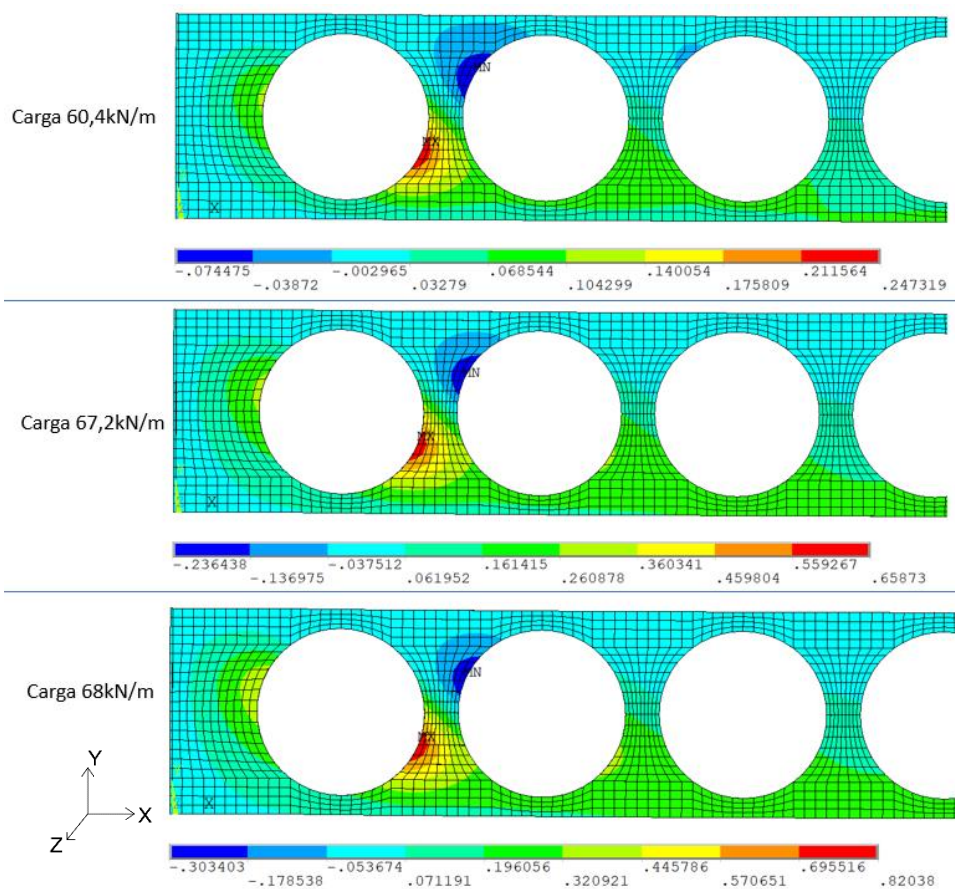 MN
Carga 60,4kN/m
MX
X
-.074475 -.002965 .068544 .140054 .211564
-.03872 .03279 .104299 .175809 .247319
MN
Carga 67,2kN/m
MX
X
-.236438 -.037512 .161415 .360341 .559267
-.136975 .061952 .260878 .459804 .65873
MN
Carga 68kN/m
MX
Y
X
X
Z
-.303403 -.053674 .196056 .445786 .695516
-.178538 .071191 .320921 .570651 .82038